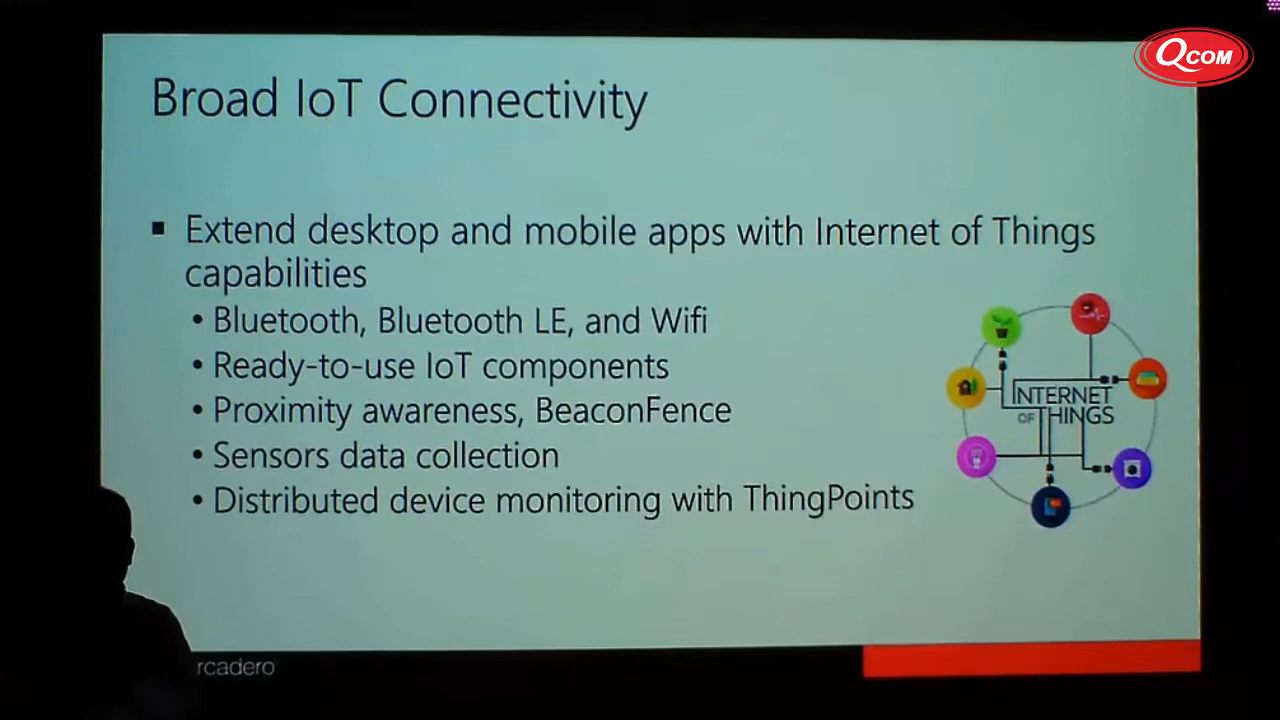 QCOM
Broad IoT Connectivity
▪ Extend desktop and mobile apps with Internet of Things
capabilities
• Bluetooth, Bluetooth LE, and Wifi
• Ready-to-use IoT components
• Proximity awareness, BeaconFence
• Sensors data collection
• Distributed device monitoring with ThingPoints
INTERNET
OF THINGS
rcadero